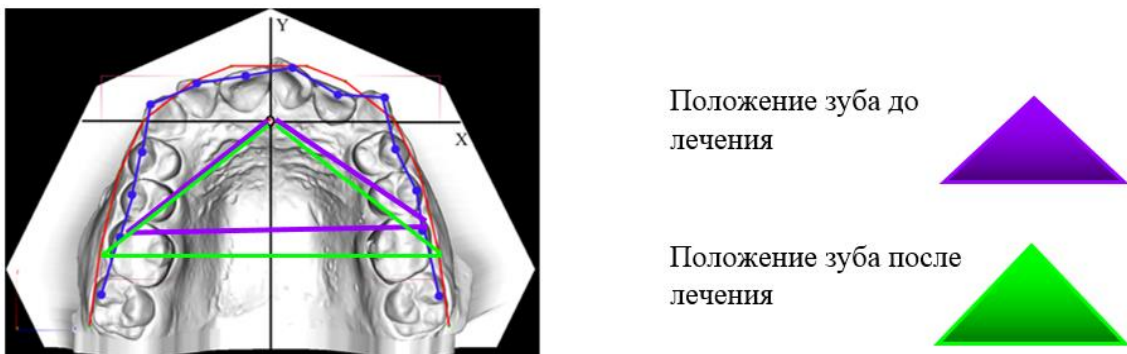 Y
X
Положение зуба до
лечения
Положение зуба после
лечения